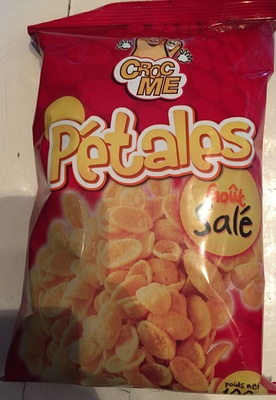 CROC
ME
Pétales
Goût
Salé
poids net